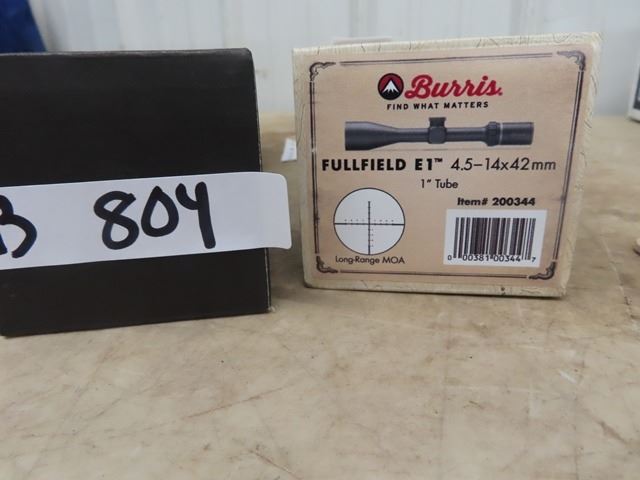 B 804
Burris.
FIND WHAT MATTERS
FULLFIELD E1™ 4.5–14x42mm
1" Tube
Item# 200344
Long-Range MOA
0 00381 00344 7